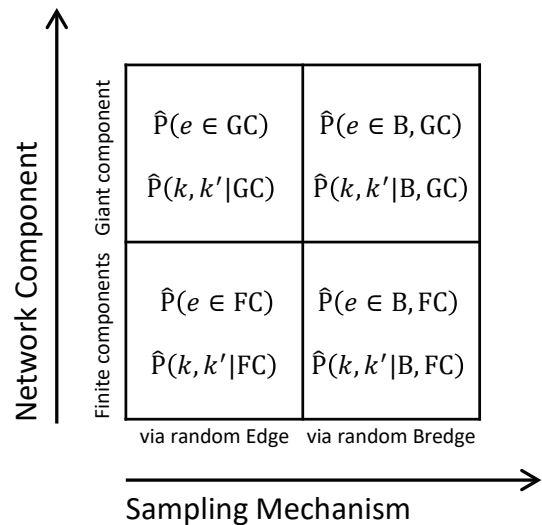 Network Component
Giant component
P̂(e ∈ GC)
P̂(k, k′|GC)
P̂(e ∈ B, GC)
P̂(k, k′|B, GC)
Finite components
P̂(e ∈ FC)
P̂(k, k′|FC)
P̂(e ∈ B, FC)
P̂(k, k′|B, FC)
via random Edge
via random Bredge
Sampling Mechanism